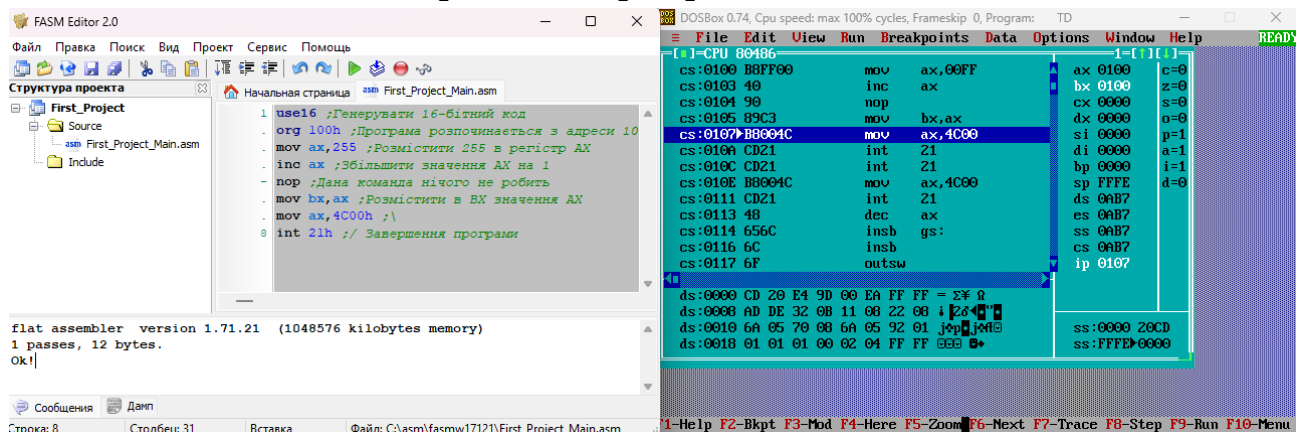 FASM Editor 2.0
Файл Правка Поиск Вид Проект Сервис Помощь
Структура проекта
First_Project
Source
First_Project_Main.asm
Include
Начальная страница asm First_Project_Main.asm
1 use16 ;Генерувати 16-бітний код
. org 100h ;Програма розпочинається з адреси 10
. mov ax,255 ;Розмістити 255 в регістр AX
. inc ax ;Збільшити значення AX на 1
- nop ;Дана команда нічого не робить
. mov bx,ax ;Розмістити в BX значення AX
. mov ax,4C00h ;\
8 int 21h ;/ Завершення програми
flat assembler version 1.71.21 (1048576 kilobytes memory)
1 passes, 12 bytes.
Ok!
Сообщения Дамп
Строка: 8 Столбец: 31 Вставка Файл: C:\asm\fasmw17121\First_Project_Main.asm
DOSBox 0.74, Cpu speed: max 100% cycles, Frameskip 0, Program: TD
≡ File Edit View Run Breakpoints Data Options Window Help READY
[■]=CPU 80486 1=[↑][↓]
cs:0100 B8FF00 mov ax,00FF ax 0100 c=0
cs:0103 40 inc ax bx 0100 z=0
cs:0104 90 nop cx 0000 s=0
cs:0105 89C3 mov bx,ax dx 0000 o=0
cs:0107►B8004C mov ax,4C00 si 0000 p=1
cs:010A CD21 int 21 di 0000 a=1
cs:010C CD21 int 21 bp 0000 i=1
cs:010E B8004C mov ax,4C00 sp FFFE d=0
cs:0111 CD21 int 21 ds 0AB7
cs:0113 48 dec ax es 0AB7
cs:0114 656C insb gs: ss 0AB7
cs:0116 6C insb cs 0AB7
cs:0117 6F outsw ip 0107
ds:0000 CD 20 E4 9D 00 EA FF FF = Σ¥ Ω
ds:0008 AD DE 32 0B 11 08 22 08
ds:0010 6A 05 70 08 6A 05 92 01 ss:0000 20CD
ds:0018 01 01 01 00 02 04 FF FF ss:FFFE►0000
F1-Help F2-Bkpt F3-Mod F4-Here F5-Zoom F6-Next F7-Trace F8-Step F9-Run F10-Menu